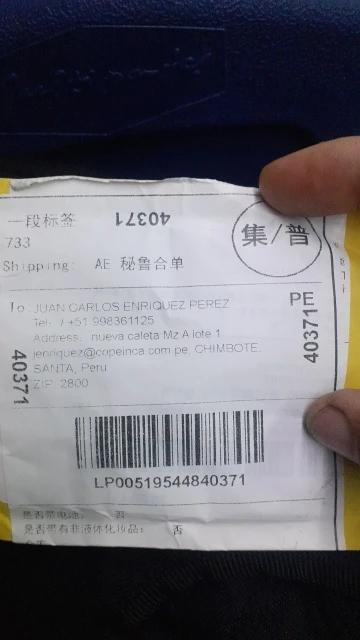 一段标签
40371
集/普
733
Shipping: AE 秘鲁合单
To JUAN CARLOS ENRIQUEZ PEREZ
PE
Tel: / +51 998361125
Address: nueva caleta Mz A lote 1
jenriquez@copeinca.com.pe, CHIMBOTE,
SANTA, Peru
ZIP: 2800
40371
40371
LP00519544840371
是否带电池: 否
是否带有非液体化妆品: 否